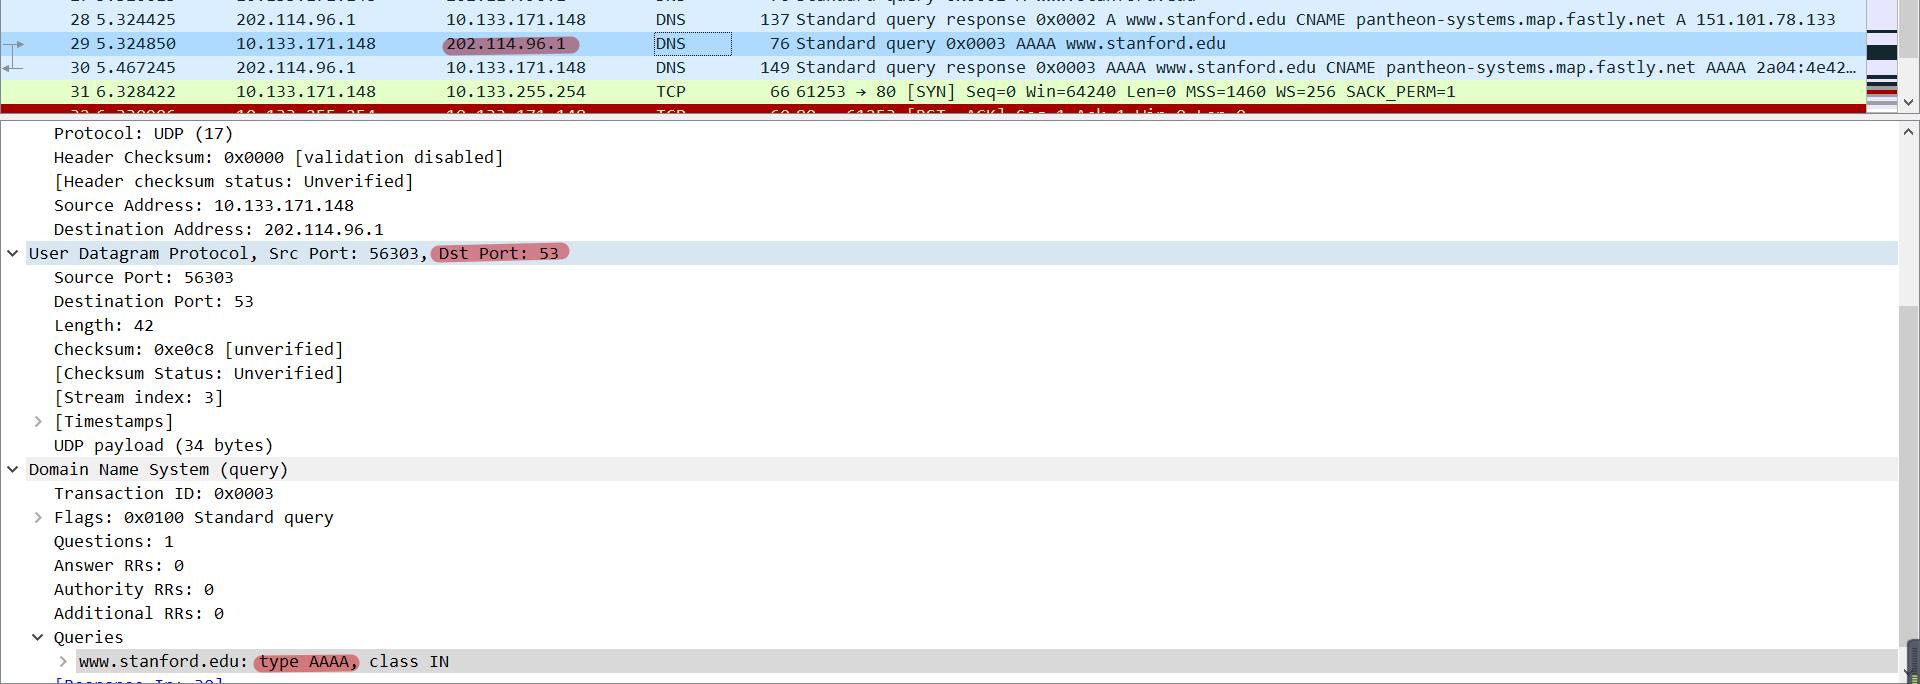 28 5.324425 202.114.96.1 10.133.171.148 DNS 137 Standard query response 0x0002 A www.stanford.edu CNAME pantheon-systems.map.fastly.net A 151.101.78.133
29 5.324850 10.133.171.148 202.114.96.1 DNS 76 Standard query 0x0003 AAAA www.stanford.edu
30 5.467245 202.114.96.1 10.133.171.148 DNS 149 Standard query response 0x0003 AAAA www.stanford.edu CNAME pantheon-systems.map.fastly.net AAAA 2a04:4e42…
31 6.328422 10.133.171.148 10.133.255.254 TCP 66 61253 → 80 [SYN] Seq=0 Win=64240 Len=0 MSS=1460 WS=256 SACK_PERM=1
Protocol: UDP (17)
Header Checksum: 0x0000 [validation disabled]
[Header checksum status: Unverified]
Source Address: 10.133.171.148
Destination Address: 202.114.96.1
User Datagram Protocol, Src Port: 56303, Dst Port: 53
Source Port: 56303
Destination Port: 53
Length: 42
Checksum: 0xe0c8 [unverified]
[Checksum Status: Unverified]
[Stream index: 3]
[Timestamps]
UDP payload (34 bytes)
Domain Name System (query)
Transaction ID: 0x0003
Flags: 0x0100 Standard query
Questions: 1
Answer RRs: 0
Authority RRs: 0
Additional RRs: 0
Queries
www.stanford.edu: type AAAA, class IN
[Response In: 30]